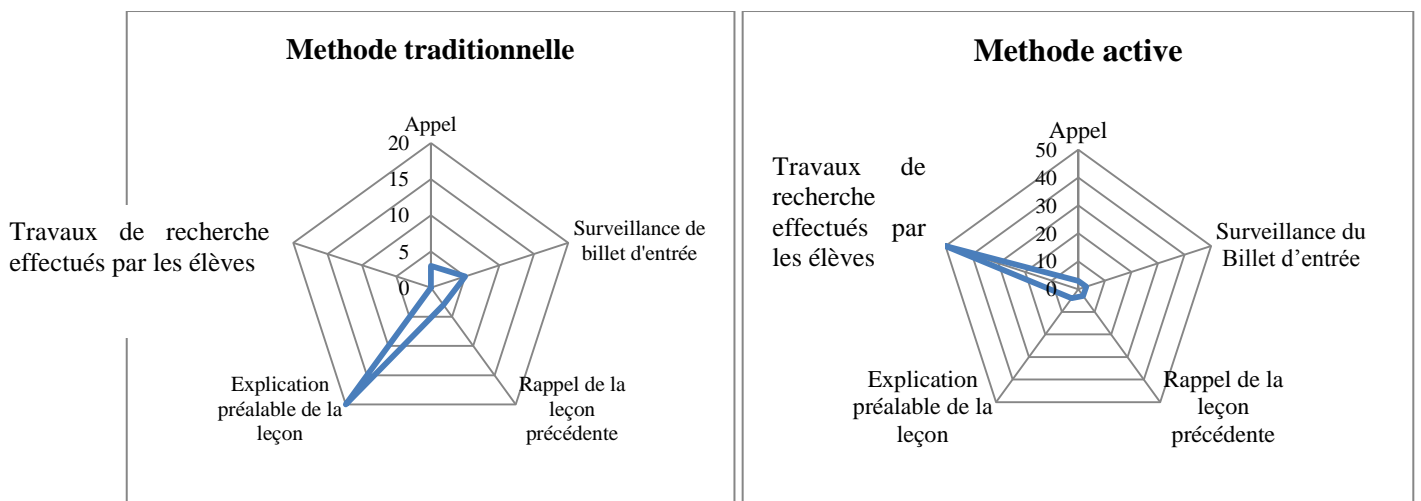 Methode traditionnelle
Appel
20
15
10
5
0
Surveillance de
billet d'entrée
Rappel de la
leçon
précédente
Explication
préalable de la
leçon
Travaux de recherche
effectués par les élèves
Methode active
Appel
50
40
30
20
10
0
Surveillance du
Billet d’entrée
Rappel de la
leçon
précédente
Explication
préalable de la
leçon
Travaux de
recherche
effectués par
les élèves